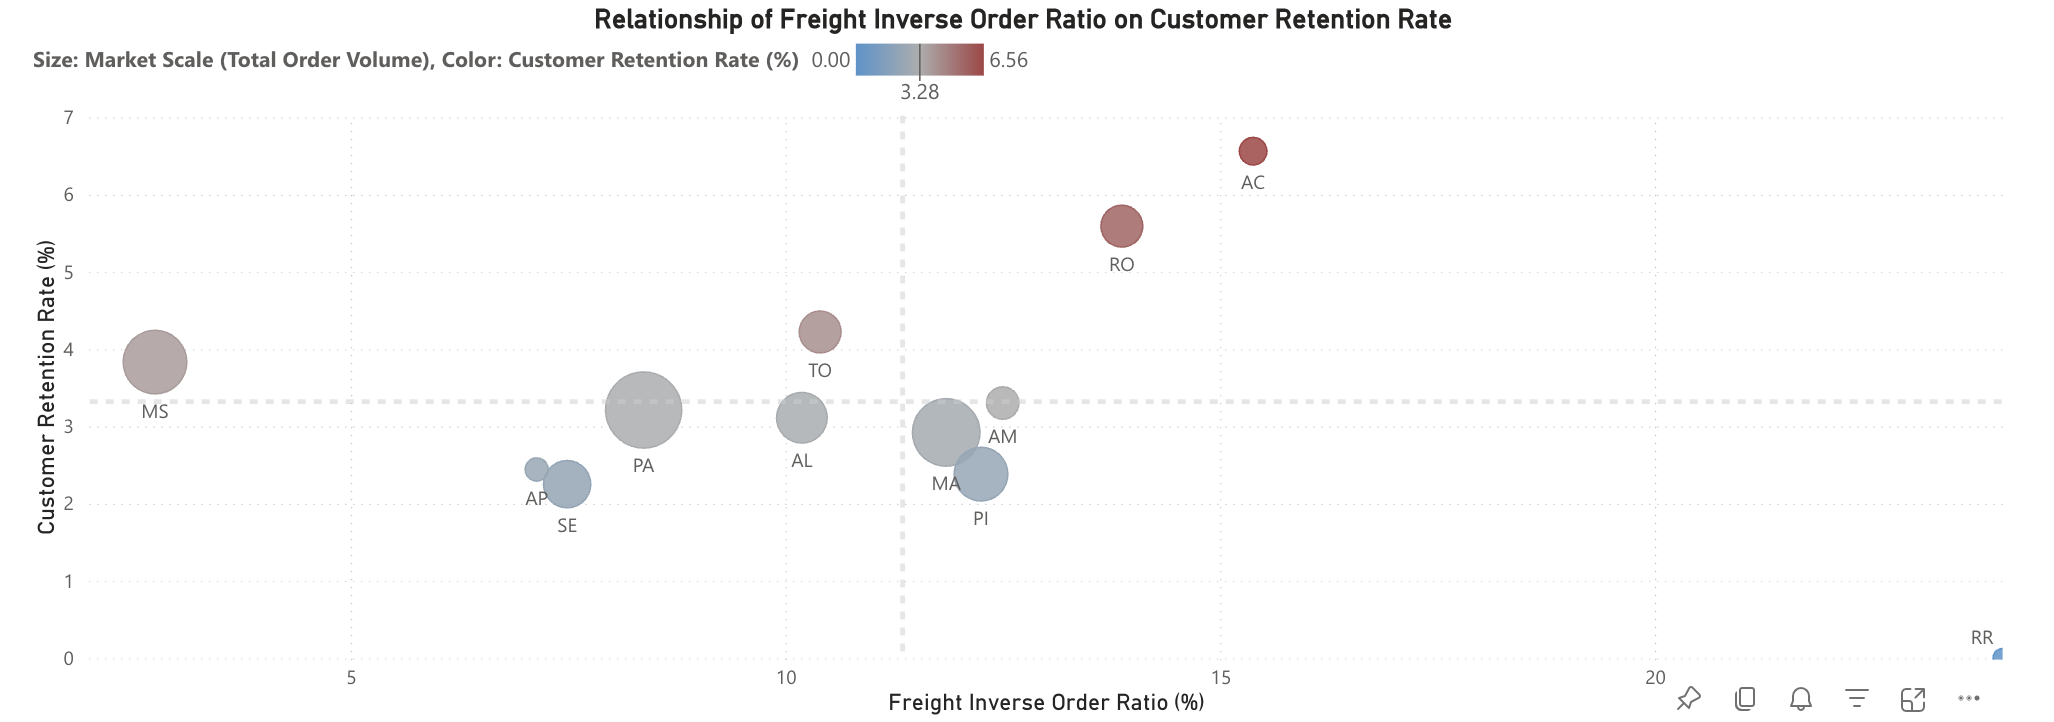 Relationship of Freight Inverse Order Ratio on Customer Retention Rate
Size: Market Scale (Total Order Volume), Color: Customer Retention Rate (%) 0.00 6.56
3.28
Customer Retention Rate (%)
7
6
5
4
3
2
1
0
AC
RO
TO
MS
AM
AL
PA
MA
AP
PI
SE
RR
5 10 15 20
Freight Inverse Order Ratio (%)